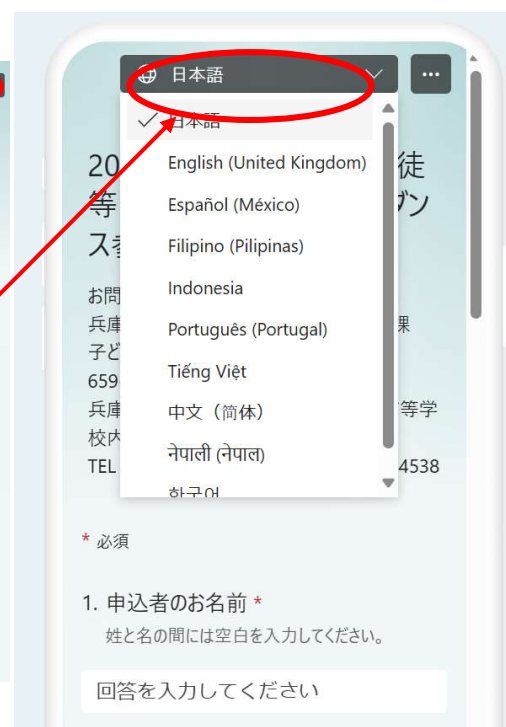 日本語
日本語
English (United Kingdom)
Español (México)
Filipino (Pilipinas)
Indonesia
Português (Portugal)
Tiếng Việt
中文（简体）
नेपाली (नेपाल)
한국어
20
徒
等
ダン
ス
お問
兵庫
課
子ど
659
兵庫
等学
校内
TEL
4538
* 必須
1. 申込者のお名前 *
姓と名の間には空白を入力してください。
回答を入力してください